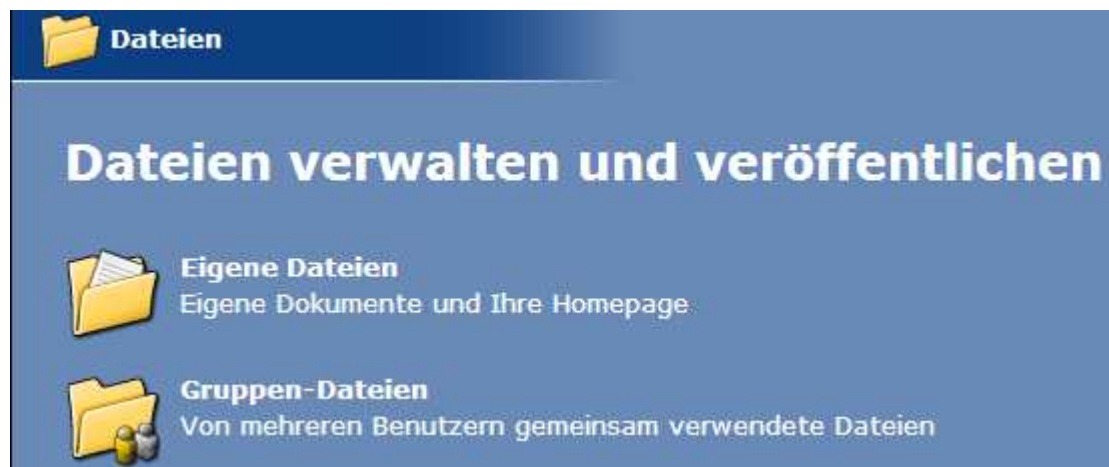 Dateien
Dateien verwalten und veröffentlichen
Eigene Dateien
Eigene Dokumente und Ihre Homepage
Gruppen-Dateien
Von mehreren Benutzern gemeinsam verwendete Dateien